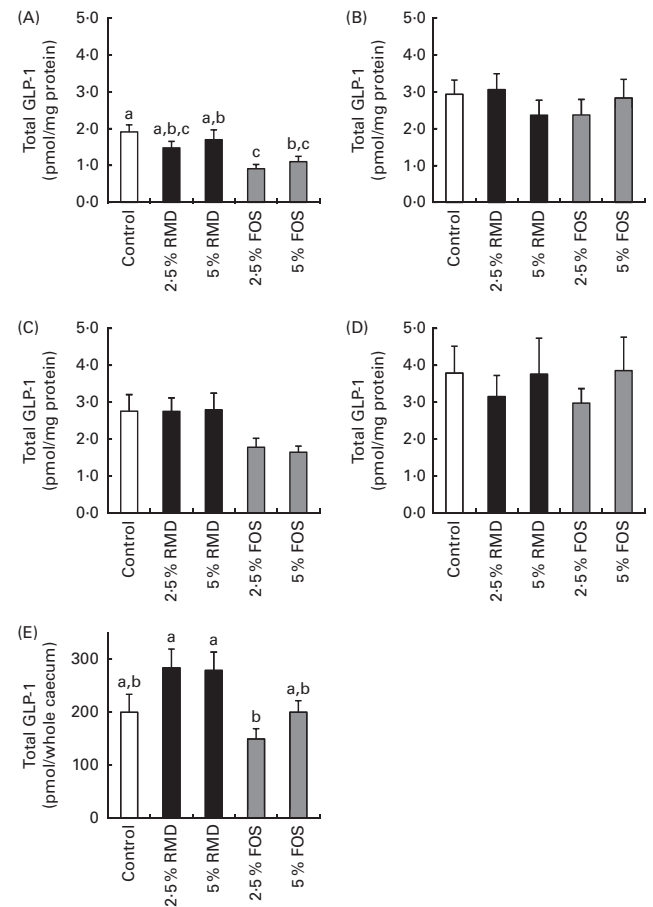 (A)
5·0
4·0
3·0
2·0
1·0
0·0
Total GLP-1
(pmol/mg protein)
a
a,b,c
a,b
c
b,c
Control
2·5 % RMD
5 % RMD
2·5 % FOS
5 % FOS
(B)
5·0
4·0
3·0
2·0
1·0
0·0
Total GLP-1
(pmol/mg protein)
Control
2·5 % RMD
5 % RMD
2·5 % FOS
5 % FOS
(C)
5·0
4·0
3·0
2·0
1·0
0·0
Total GLP-1
(pmol/mg protein)
Control
2·5 % RMD
5 % RMD
2·5 % FOS
5 % FOS
(D)
5·0
4·0
3·0
2·0
1·0
0·0
Total GLP-1
(pmol/mg protein)
Control
2·5 % RMD
5 % RMD
2·5 % FOS
5 % FOS
(E)
300
200
100
0
Total GLP-1
(pmol/whole caecum)
a,b
a
a
b
a,b
Control
2·5 % RMD
5 % RMD
2·5 % FOS
5 % FOS